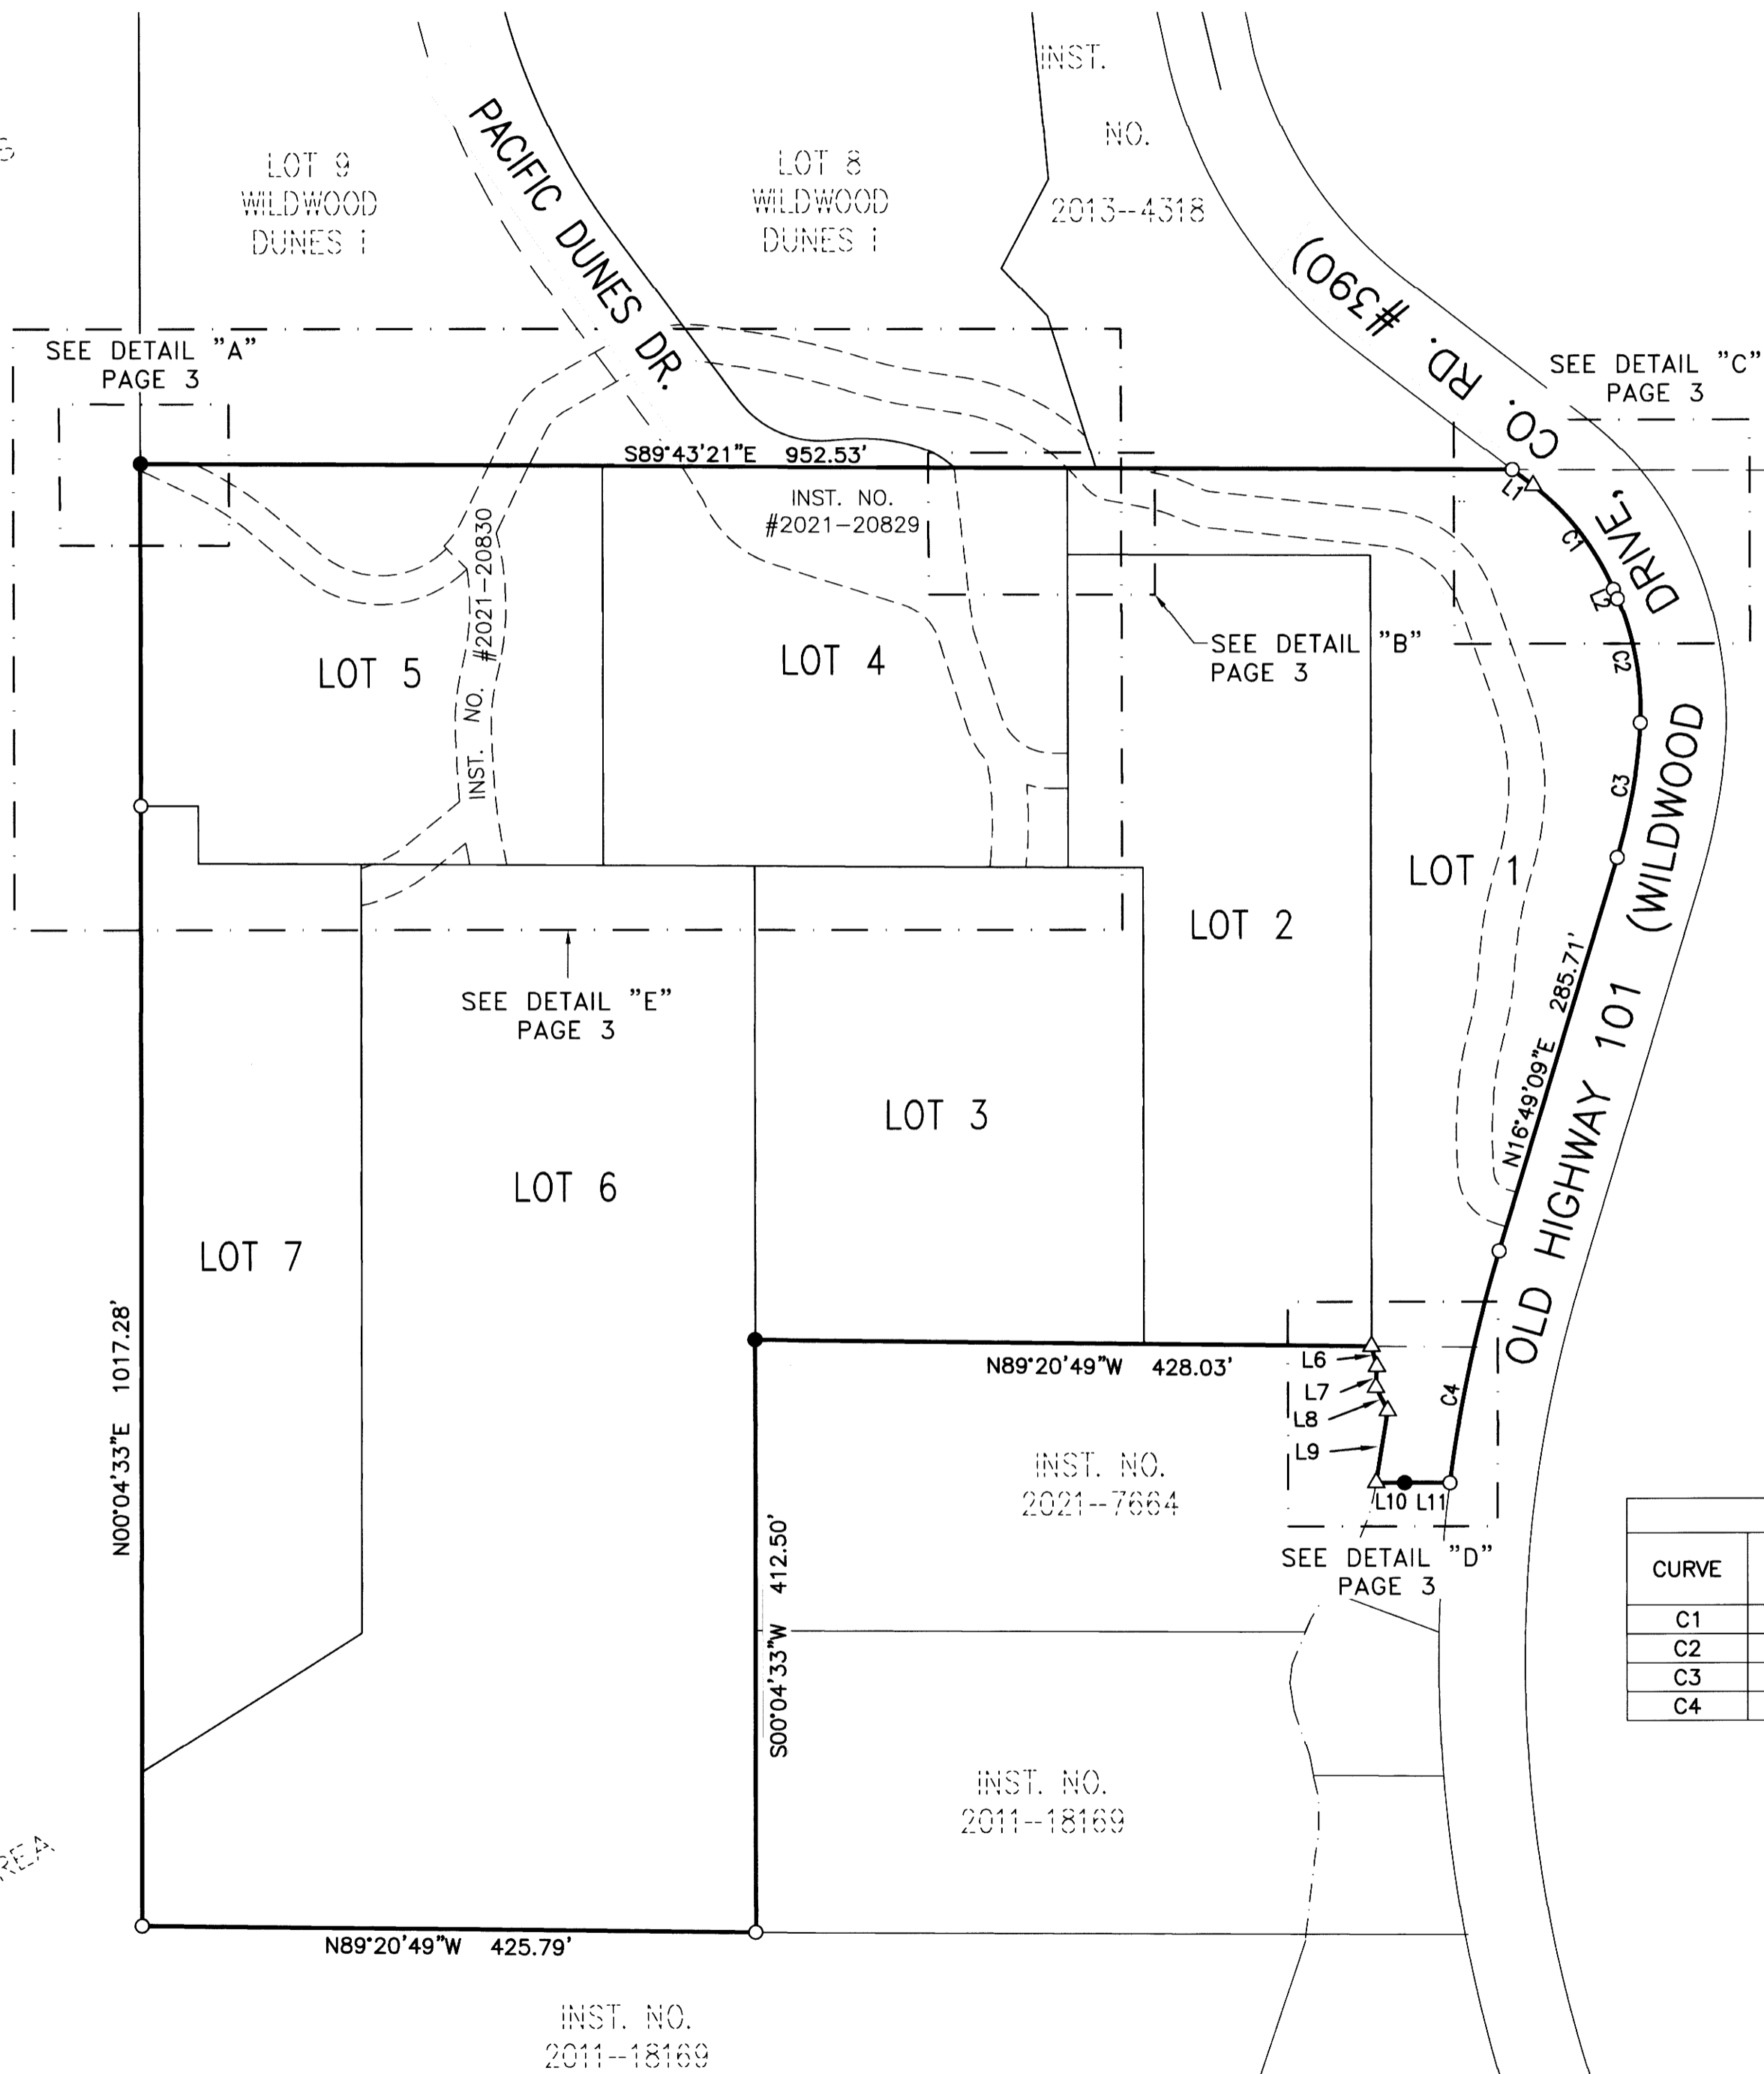 INST.
NO.
2013-4318
LOT 9
WILDWOOD
DUNES 1
LOT 8
WILDWOOD
DUNES 1
PACIFIC DUNES DR.
OLD HIGHWAY 101 (WILDWOOD DRIVE, CO. RD. #390)
SEE DETAIL "A"
PAGE 3
SEE DETAIL "C"
PAGE 3
S89°43'21"E 952.53'
INST. NO.
#2021-20829
L1
C1
L2
C2
C3
INST. NO. #2021-20830
LOT 5
LOT 4
SEE DETAIL "B"
PAGE 3
LOT 1
LOT 2
SEE DETAIL "E"
PAGE 3
N16°49'09"E 285.71'
LOT 3
LOT 6
LOT 7
N00°04'33"E 1017.28'
N89°20'49"W 428.03'
L6
L7
L8
L9
C4
L10 L11
INST. NO.
2021-7664
SEE DETAIL "D"
PAGE 3
S00°04'33"W 412.50'
CURVE
C1
C2
C3
C4
INST. NO.
2011-18169
REA
N89°20'49"W 425.79'
INST. NO.
2011-18169